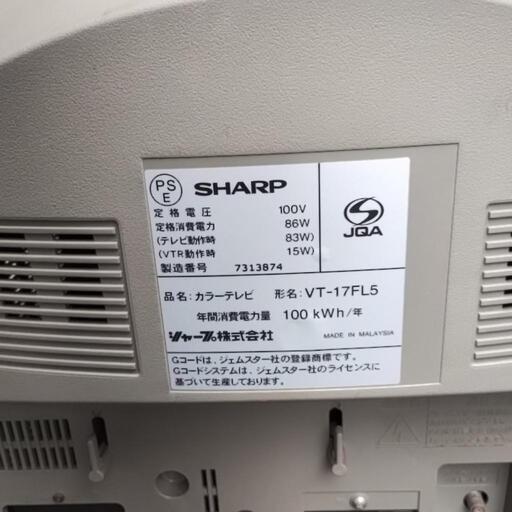 PS
E
SHARP
定格電圧 100V
定格消費電力 86W
(テレビ動作時 83W)
(VTR動作時 15W)
製造番号 7313874
JQA
品名: カラーテレビ 形名: VT-17FL5
年間消費電力量 100 kWh/年
シャープ株式会社 MADE IN MALAYSIA
Gコードは、ジェムスター社の登録商標です。
Gコードシステムは、ジェムスター社のライセンスに
基づいて生産しております。